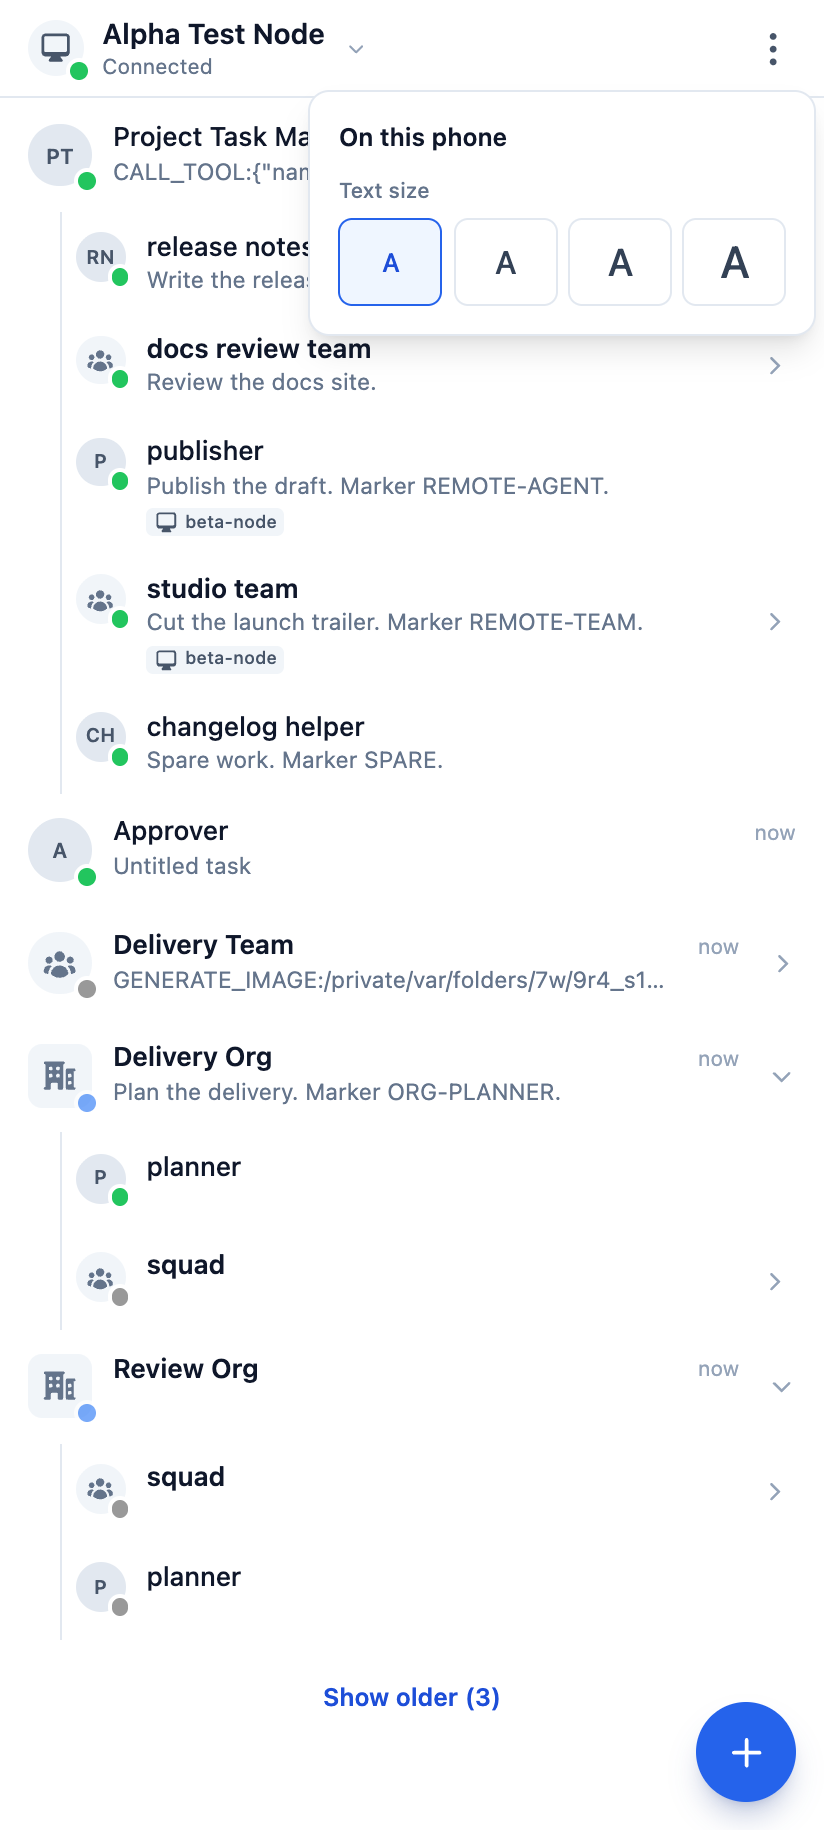 Alpha Test Node
Connected
On this phone
Text size
A A A A
PT
Project Task Ma
CALL_TOOL:{"nam
RN
release notes
Write the releas
docs review team
Review the docs site.
P
publisher
Publish the draft. Marker REMOTE-AGENT.
beta-node
studio team
Cut the launch trailer. Marker REMOTE-TEAM.
beta-node
CH
changelog helper
Spare work. Marker SPARE.
A
Approver
now
Untitled task
Delivery Team
now
GENERATE_IMAGE:/private/var/folders/7w/9r4_s1...
Delivery Org
now
Plan the delivery. Marker ORG-PLANNER.
P
planner
squad
Review Org
now
squad
P
planner
Show older (3)